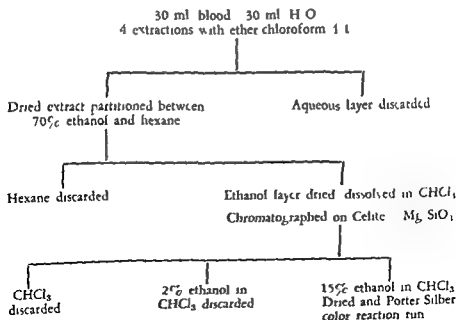 30 ml blood 30 ml H O
4 extractions with ether chloroform 1 1
Dried extract partitioned between
70% ethanol and hexane
Aqueous layer discarded
Hexane discarded
Ethanol layer dried dissolved in CHCl,
Chromatographed on Celite Mg SiO,
CHCl3
discarded
2% ethanol in
CHCl3 discarded
15% ethanol in CHCl3
Dried and Porter Silber
color reaction run